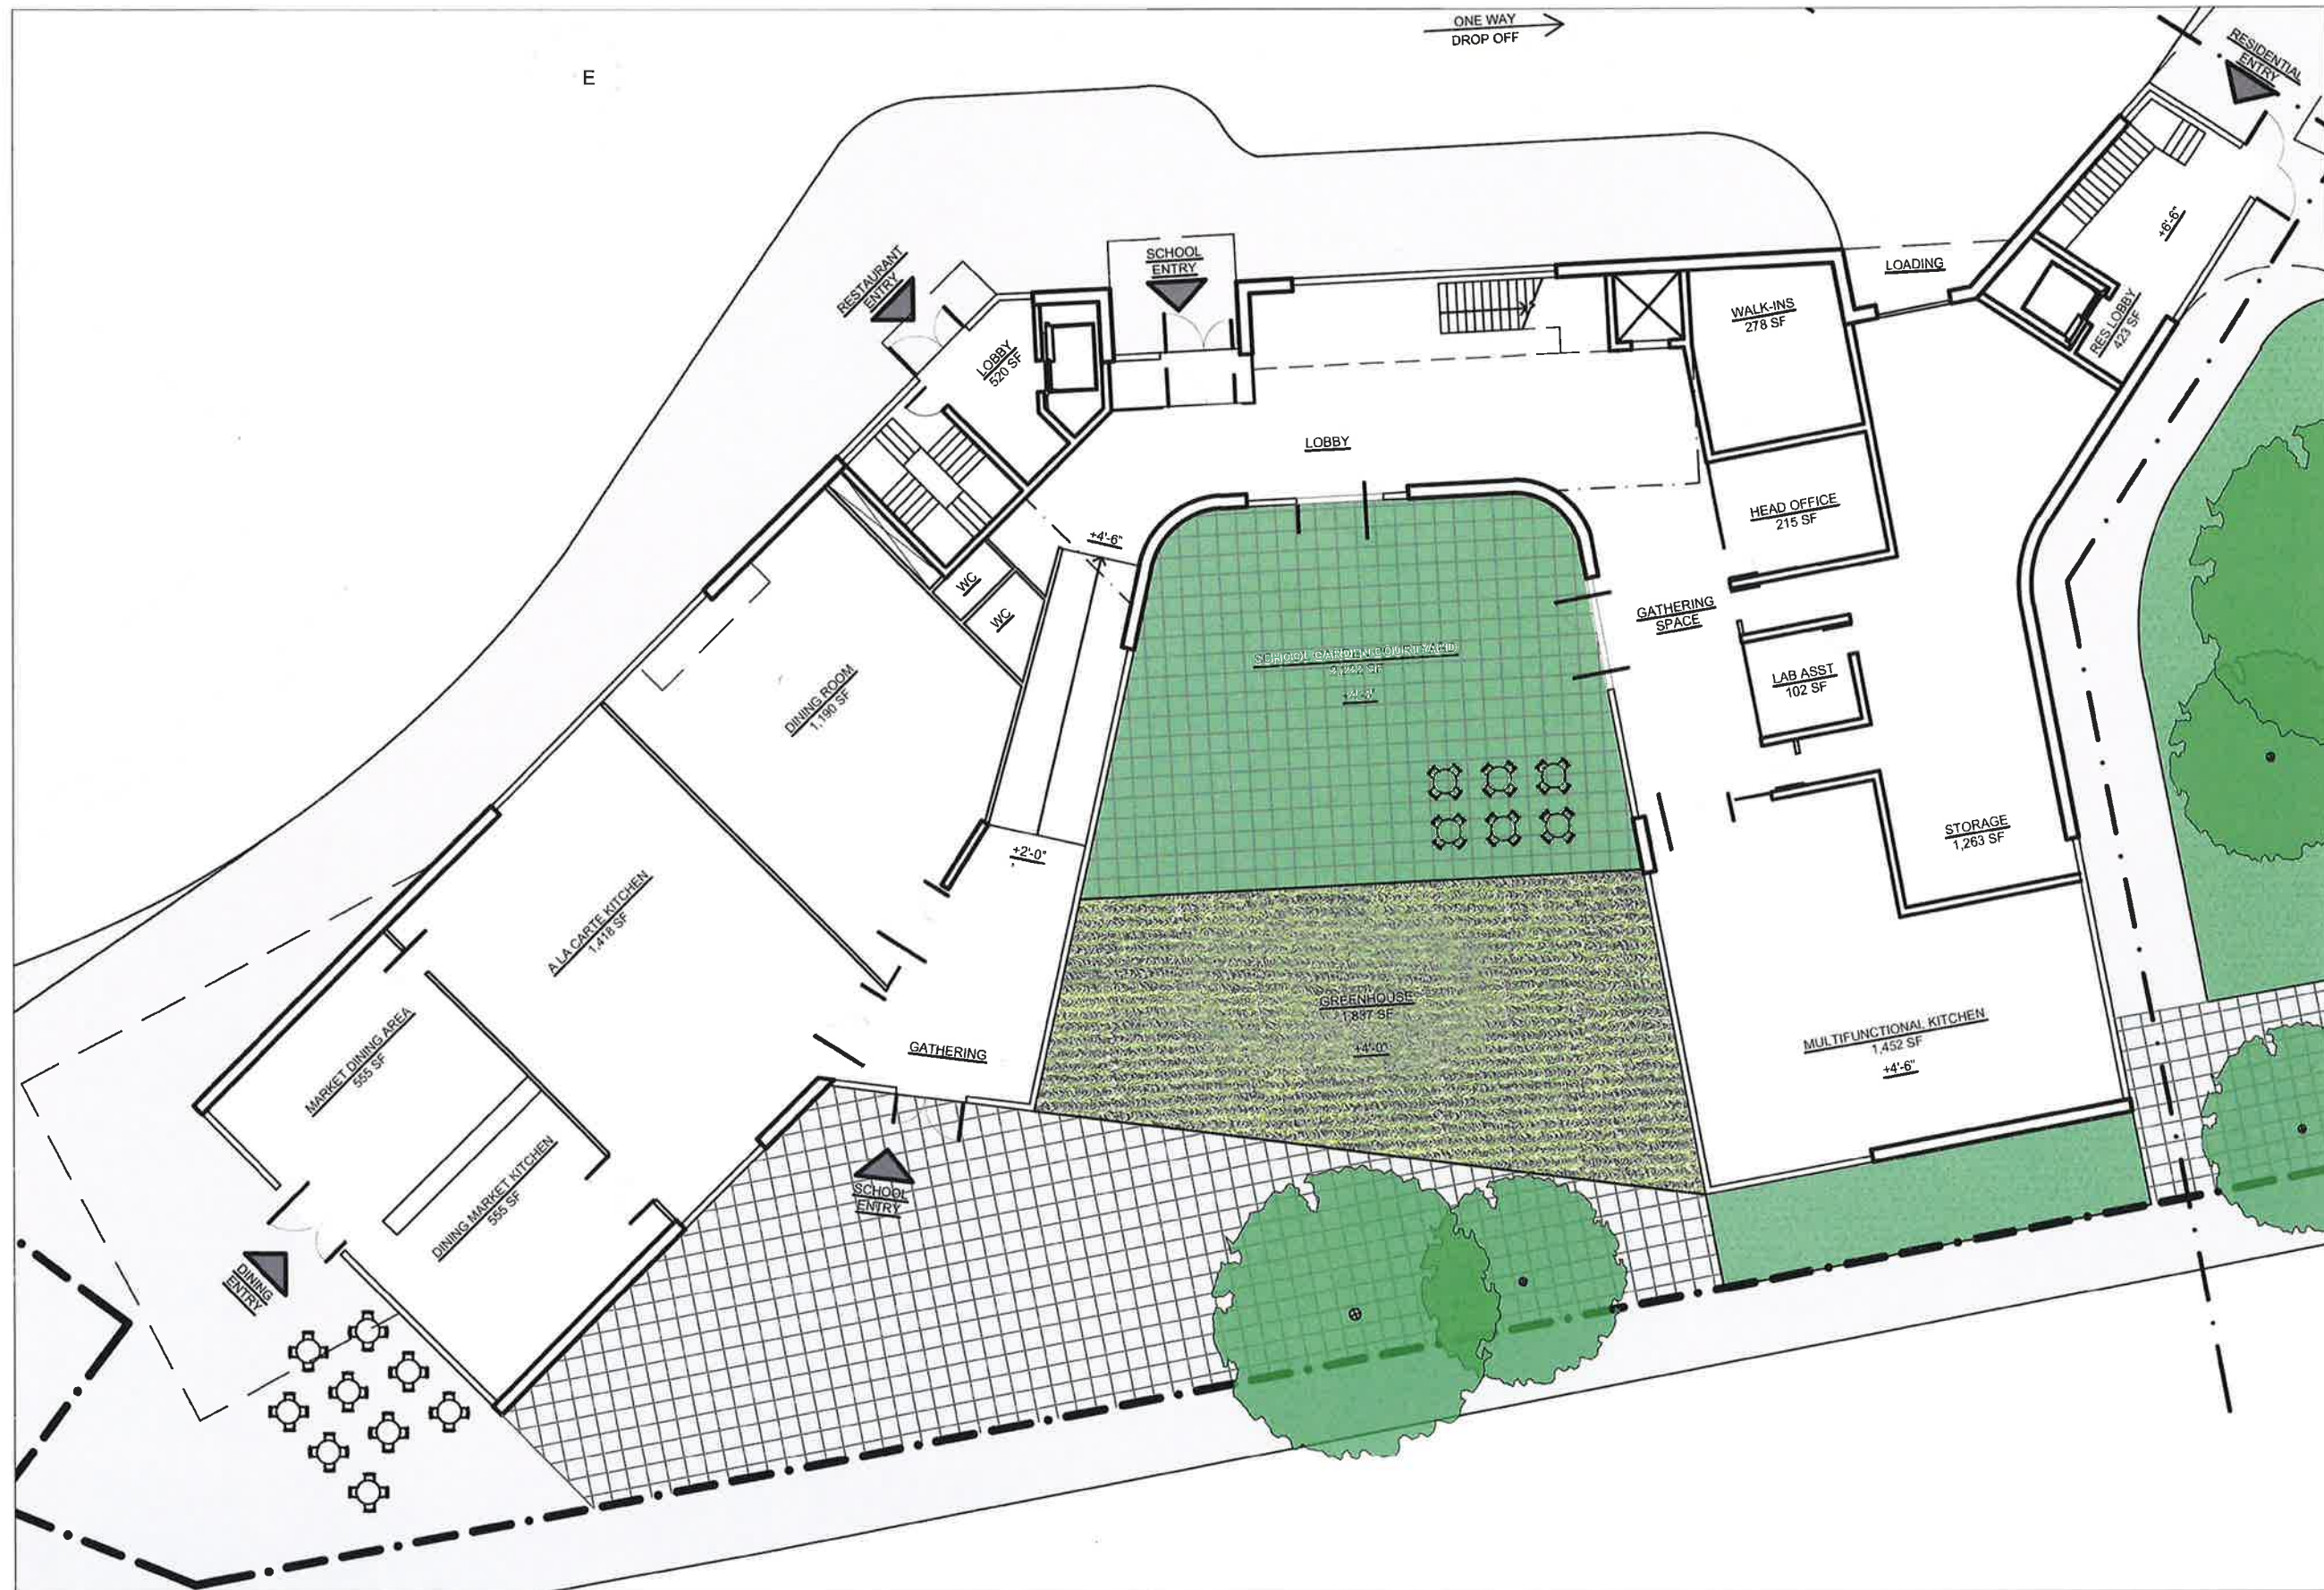 ONE WAY
DROP OFF
E
RESIDENTIAL
ENTRY
RESTAURANT
ENTRY
SCHOOL
ENTRY
LOADING
+6'-6"
RES LOBBY
423 SF
WALK-INS
278 SF
LOBBY
520 SF
LOBBY
HEAD OFFICE
215 SF
+4'-6"
WC
WC
GATHERING
SPACE
SCHOOL GARDEN COURTYARD
LAB ASST
102 SF
DINING ROOM
1,190 SF
STORAGE
1,263 SF
+2'-0"
A LA CARTE KITCHEN
1,418 SF
GREENHOUSE
1,837 SF
+4'-0"
MULTIFUNCTIONAL KITCHEN
1,452 SF
+4'-6"
GATHERING
MARKET DINING AREA
555 SF
DINING MARKET KITCHEN
555 SF
SCHOOL
ENTRY
DINING
ENTRY